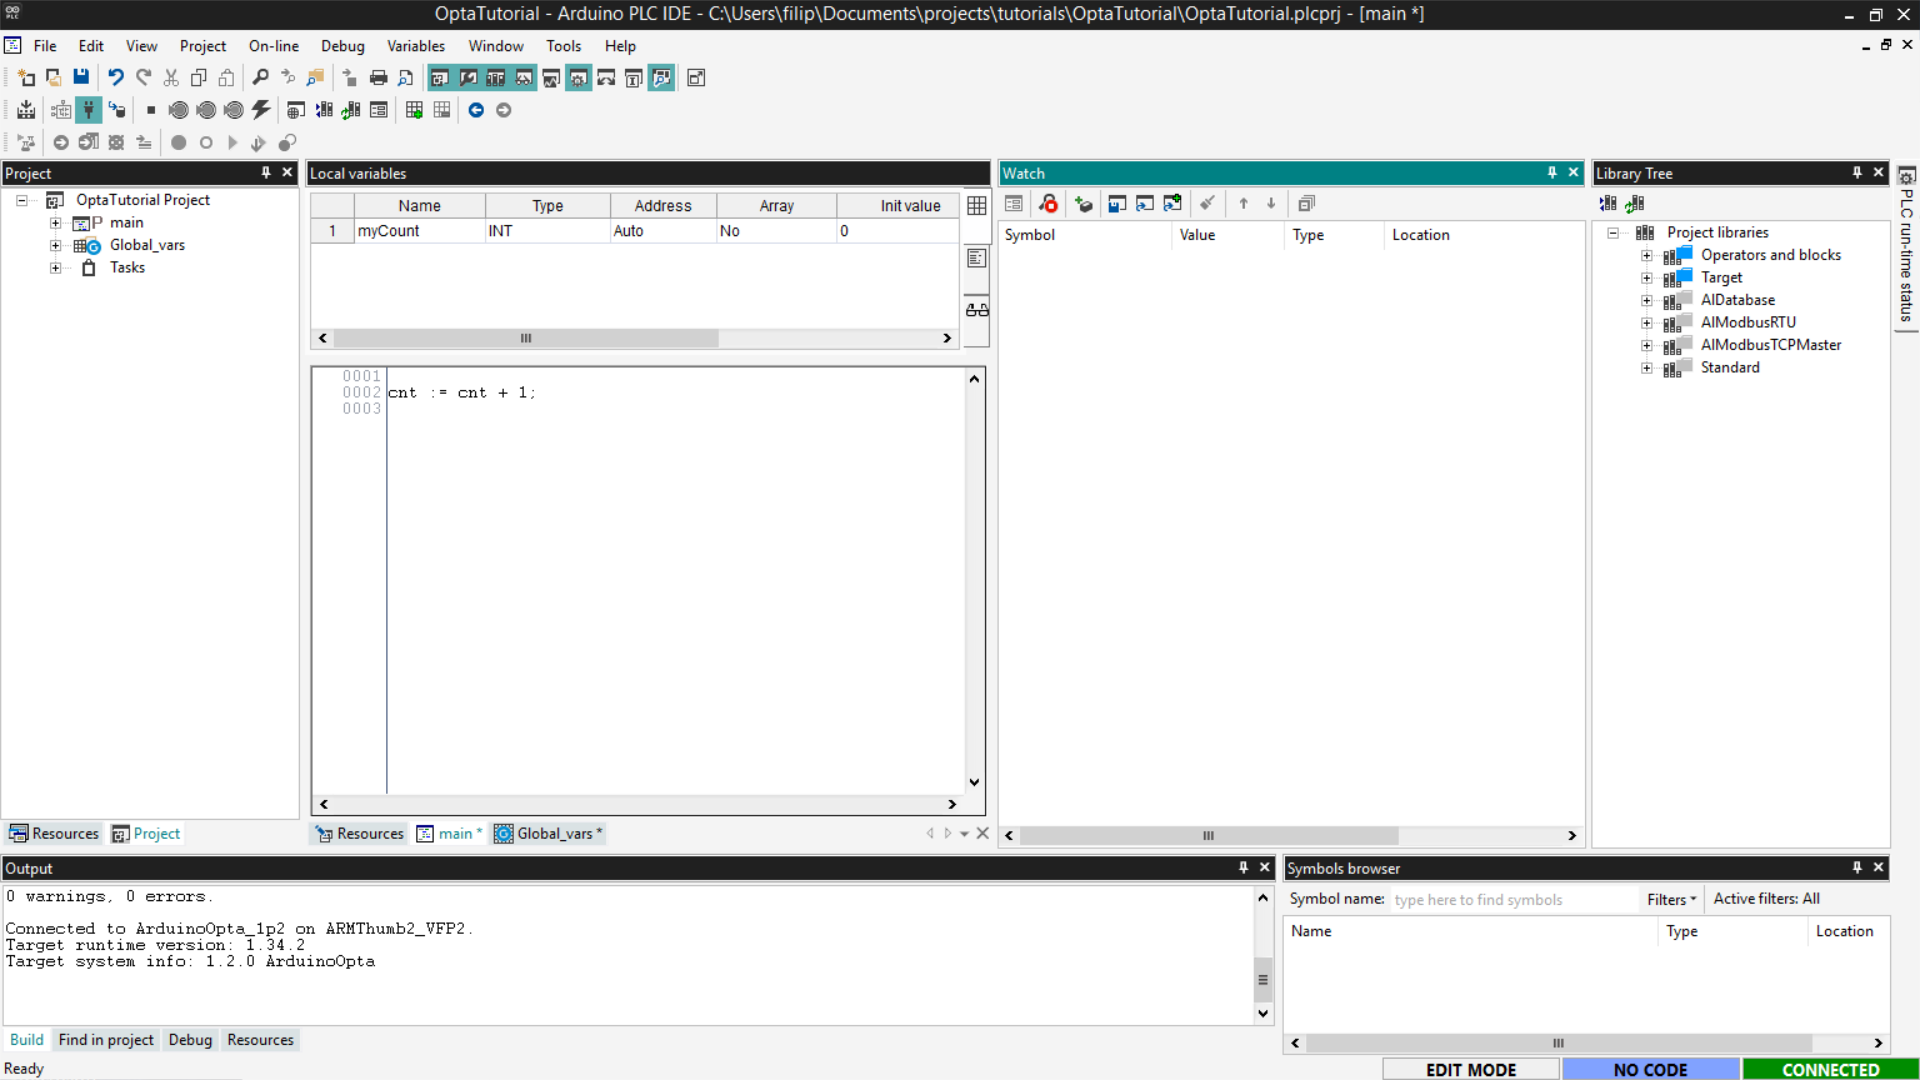 OptaTutorial - Arduino PLC IDE - C:\Users\filip\Documents\projects\tutorials\OptaTutorial\OptaTutorial.plcprj - [main *]
File Edit View Project On-line Debug Variables Window Tools Help
Project
OptaTutorial Project
P main
Global_vars
Tasks
Resources Project
Local variables
Name Type Address Array Init value
1 myCount INT Auto No 0
0001
0002 cnt := cnt + 1;
0003
Resources main * Global_vars *
Watch
Symbol Value Type Location
Library Tree
Project libraries
Operators and blocks
Target
AlDatabase
AlModbusRTU
AlModbusTCPMaster
Standard
PLC run-time status
Output
0 warnings, 0 errors.
Connected to ArduinoOpta_1p2 on ARMThumb2_VFP2.
Target runtime version: 1.34.2
Target system info: 1.2.0 ArduinoOpta
Build Find in project Debug Resources
Symbols browser
Symbol name: type here to find symbols Filters Active filters: All
Name Type Location
Ready
EDIT MODE NO CODE CONNECTED